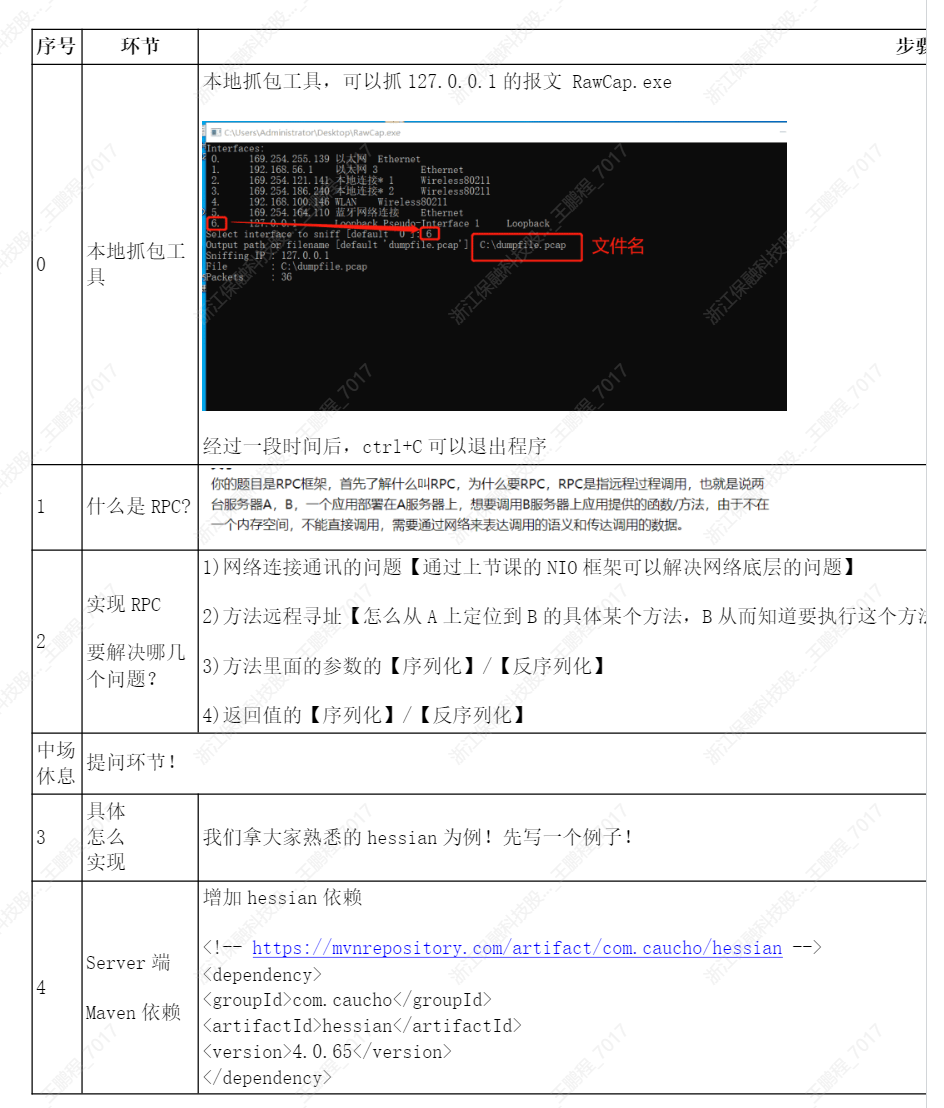 序号 环节 步骤
本地抓包工具，可以抓 127.0.0.1 的报文 RawCap.exe
C:\Users\Administrator\Desktop\RawCap.exe
Interfaces:
0. 169.254.255.139 以太网 Ethernet
1. 192.168.56.1 以太网 3 Ethernet
2. 169.254.121.141 本地连接* 1 Wireless80211
3. 169.254.186.240 本地连接* 2 Wireless80211
4. 192.168.100.146 WLAN Wireless80211
5. 169.254.164.110 蓝牙网络连接 Ethernet
6. 127.0.0.1 Loopback Pseudo-Interface 1 Loopback
Select interface to sniff [default '0']: 6
Output path or filename [default 'dumpfile.pcap'] C:\dumpfile.pcap 文件名
Sniffing IP : 127.0.0.1
File : C:\dumpfile.pcap
Packets : 36
0 本地抓包工
具
经过一段时间后，ctrl+C 可以退出程序
1 什么是 RPC?
你的题目是RPC框架，首先了解什么叫RPC，为什么要RPC，RPC是指远程过程调用，也就是说两
台服务器A，B，一个应用部署在A服务器上，想要调用B服务器上应用提供的函数/方法，由于不在
一个内存空间，不能直接调用，需要通过网络来表达调用的语义和传达调用的数据。
2 实现 RPC
要解决哪几
个问题?
1)网络连接通讯的问题【通过上节课的 NIO 框架可以解决网络底层的问题】
2)方法远程寻址【怎么从 A 上定位到 B 的具体某个方法，B 从而知道要执行这个方法
3)方法里面的参数的【序列化】/【反序列化】
4)返回值的【序列化】/【反序列化】
中场
休息
提问环节!
3 具体
怎么
实现
我们拿大家熟悉的 hessian 为例! 先写一个例子!
4 Server 端
Maven 依赖
增加 hessian 依赖
<!-- https://mvnrepository.com/artifact/com.caucho/hessian -->
<dependency>
<groupId>com.caucho</groupId>
<artifactId>hessian</artifactId>
<version>4.0.65</version>
</dependency>
浙江保融科技股..._王鹏程_7017